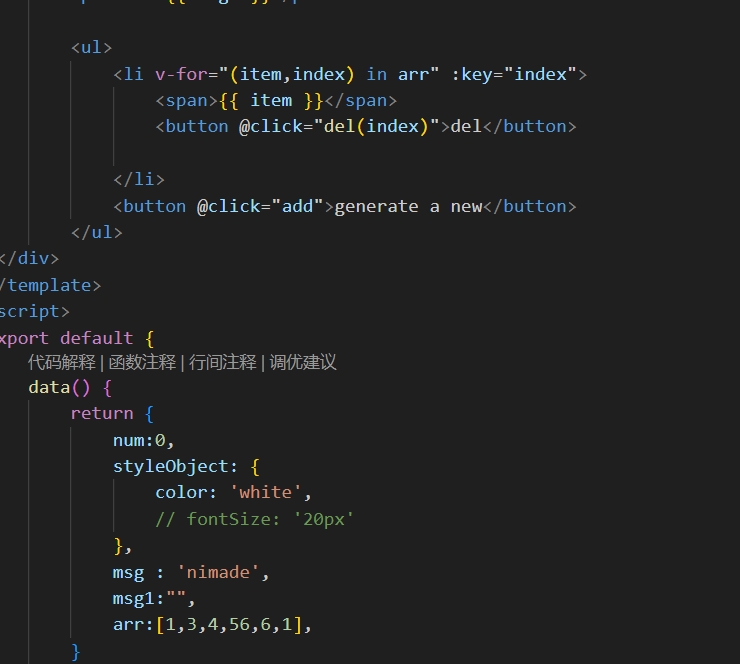 <ul>
<li v-for="(item,index) in arr" :key="index">
<span>{{ item }}</span>
<button @click="del(index)">del</button>
</li>
<button @click="add">generate a new</button>
</ul>
</div>
/template>
script>
xport default {
代码解释 | 函数注释 | 行间注释 | 调优建议
data() {
return {
num:0,
styleObject: {
color: 'white',
// fontSize: '20px'
},
msg : 'nimade',
msg1:"",
arr:[1,3,4,56,6,1],
}